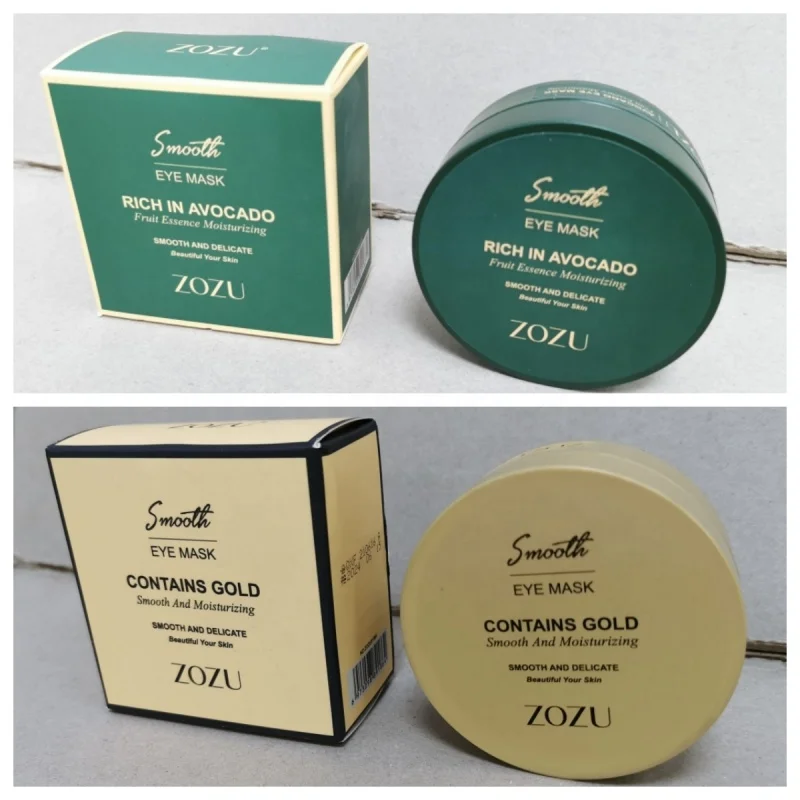 ZOZU®
Smooth
EYE MASK
RICH IN AVOCADO
Fruit Essence Moisturizing
SMOOTH AND DELICATE
Beautiful Your Skin
ZOZU
Smooth
EYE MASK
RICH IN AVOCADO
Fruit Essence Moisturizing
SMOOTH AND DELICATE
Beautiful Your Skin
ZOZU
ZOZU
Smooth
EYE MASK
CONTAINS GOLD
Smooth And Moisturizing
SMOOTH AND DELICATE
Beautiful Your Skin
ZOZU
Smooth
EYE MASK
CONTAINS GOLD
Smooth And Moisturizing
SMOOTH AND DELICATE
Beautiful Your Skin
ZOZU